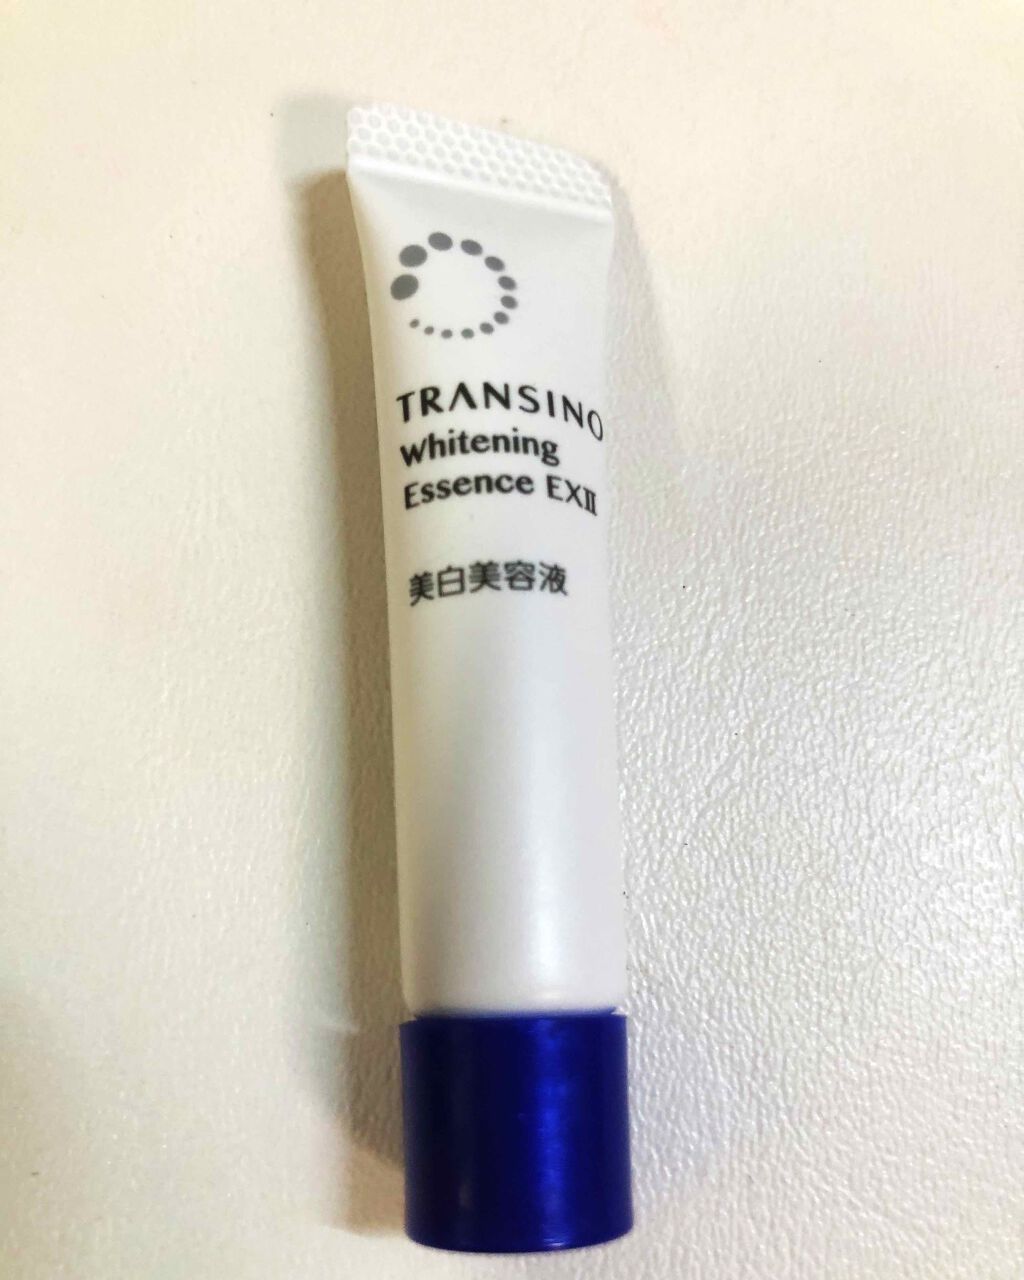 TRANSINO
Whitening
Essence EXⅡ
美白美容液